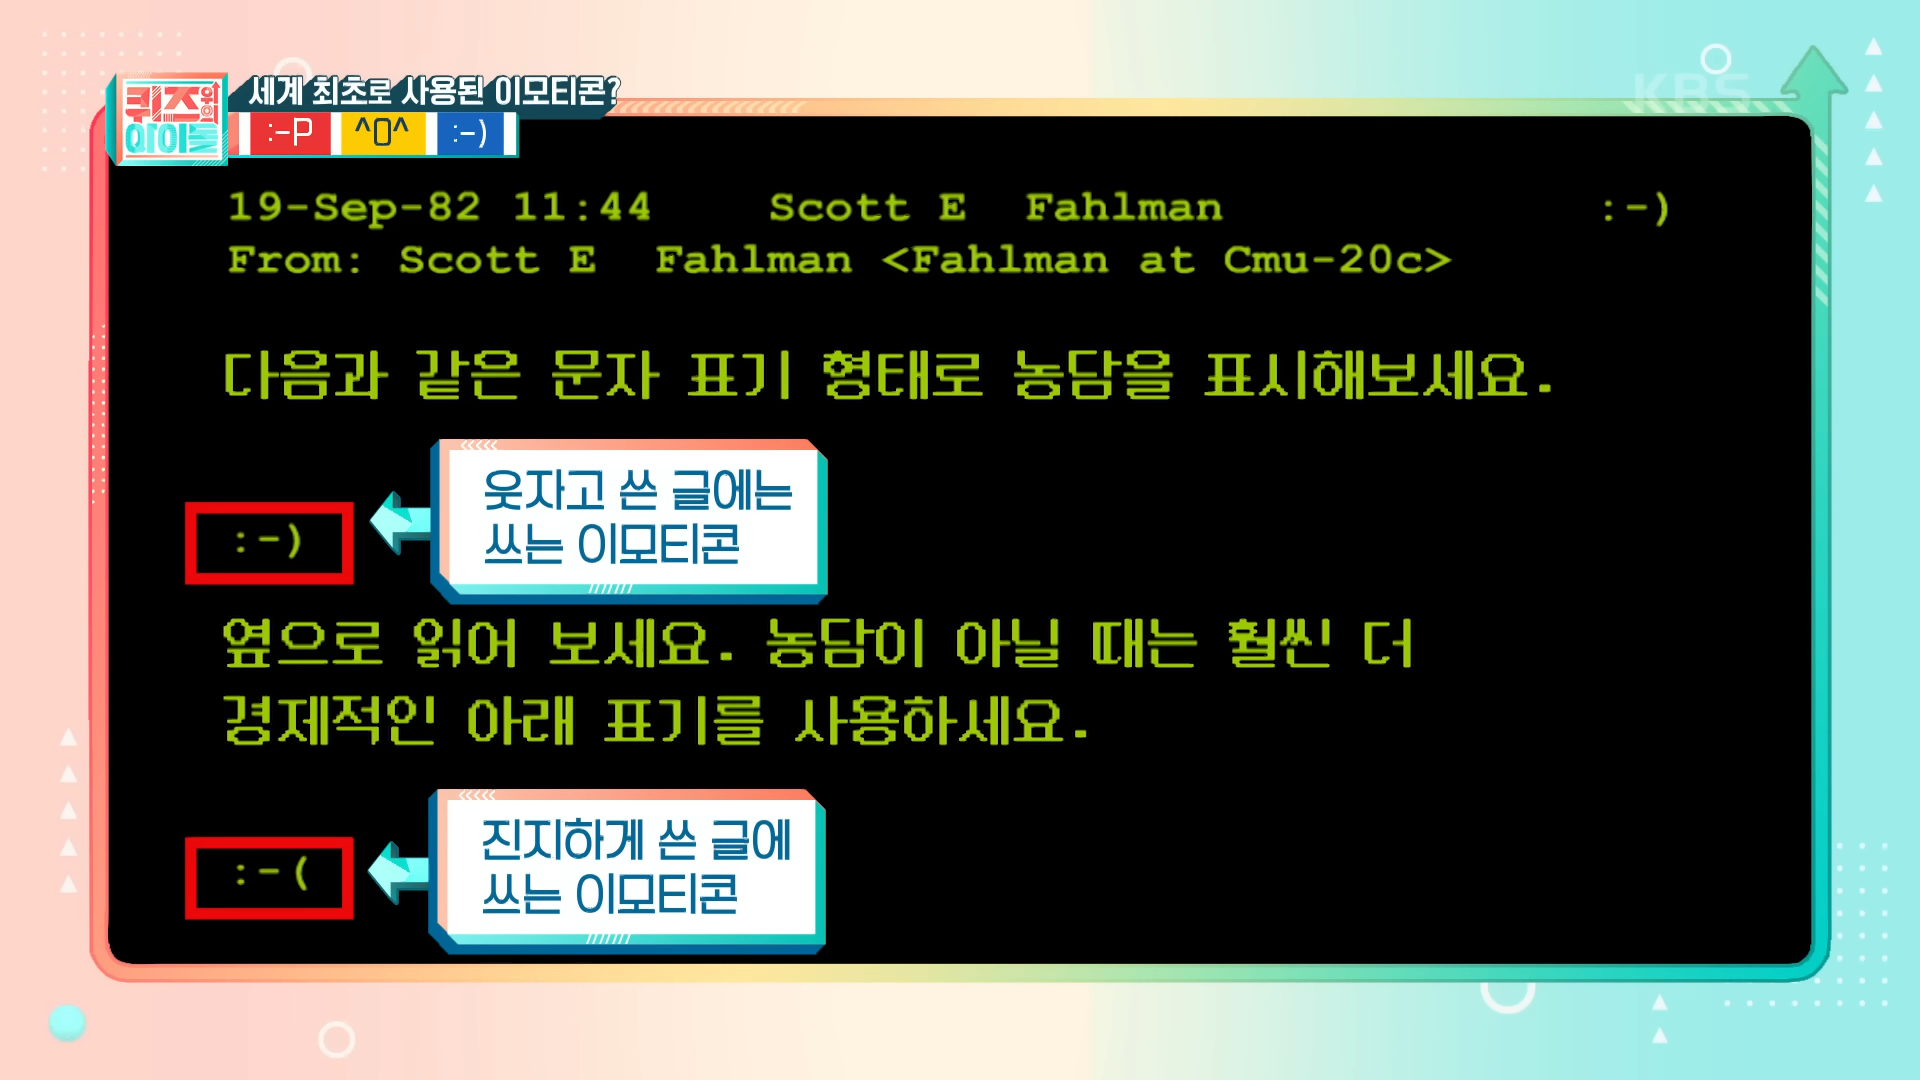 퀴즈위의
아이돌
세계 최초로 사용된 이모티콘?
:-P ^0^ :-)
KBS
19-Sep-82 11:44 Scott E Fahlman :-)
From: Scott E Fahlman <Fahlman at Cmu-20c>
다음과 같은 문자 표기 형태로 농담을 표시해보세요.
웃자고 쓴 글에는
쓰는 이모티콘
:-)
옆으로 읽어 보세요. 농담이 아닐 때는 훨씬 더
경제적인 아래 표기를 사용하세요.
진지하게 쓴 글에
쓰는 이모티콘
:-(